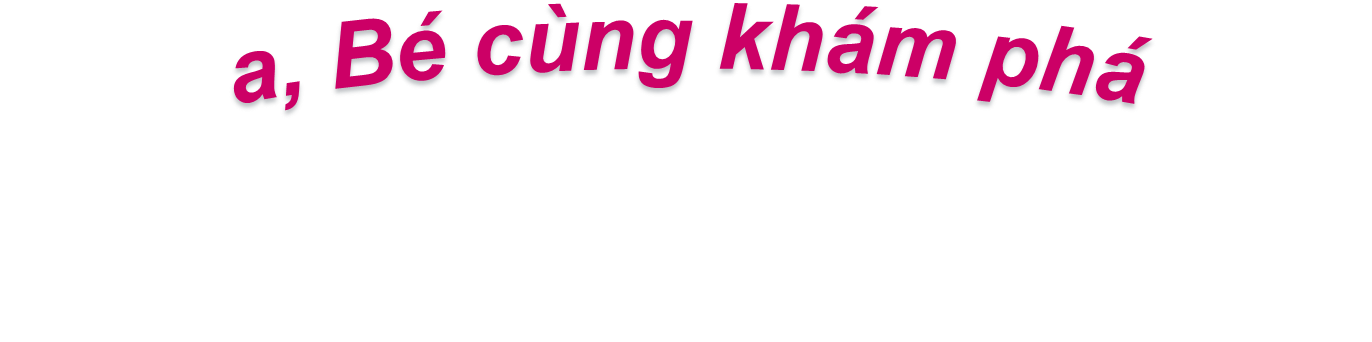 a, Bé cùng khám phá